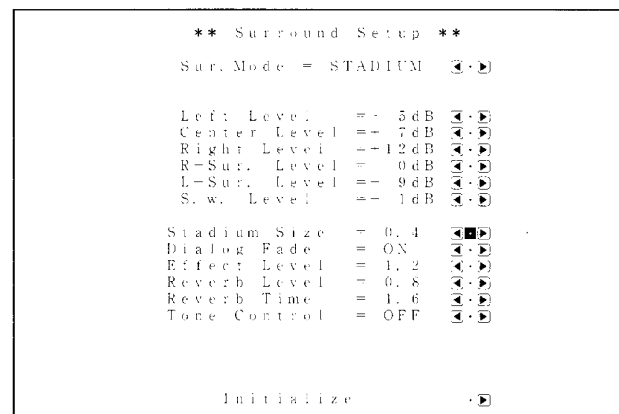 ** Surround Setup **
Sur.Mode = STADIUM ◀・▶
Left Level =- 5dB ◀・▶
Center Level =+ 7dB ◀・▶
Right Level =+12dB ◀・▶
R-Sur. Level = 0dB ◀・▶
L-Sur. Level =- 9dB ◀・▶
S.w. Level =- 1dB ◀・▶
Stadium Size = 0.4 ◀・▶
Dialog Fade = ON ◀・▶
Effect Level = 1.2 ◀・▶
Reverb Level = 0.8 ◀・▶
Reverb Time = 1.6 ◀・▶
Tone Control = OFF ◀・▶
Initialize ・▶